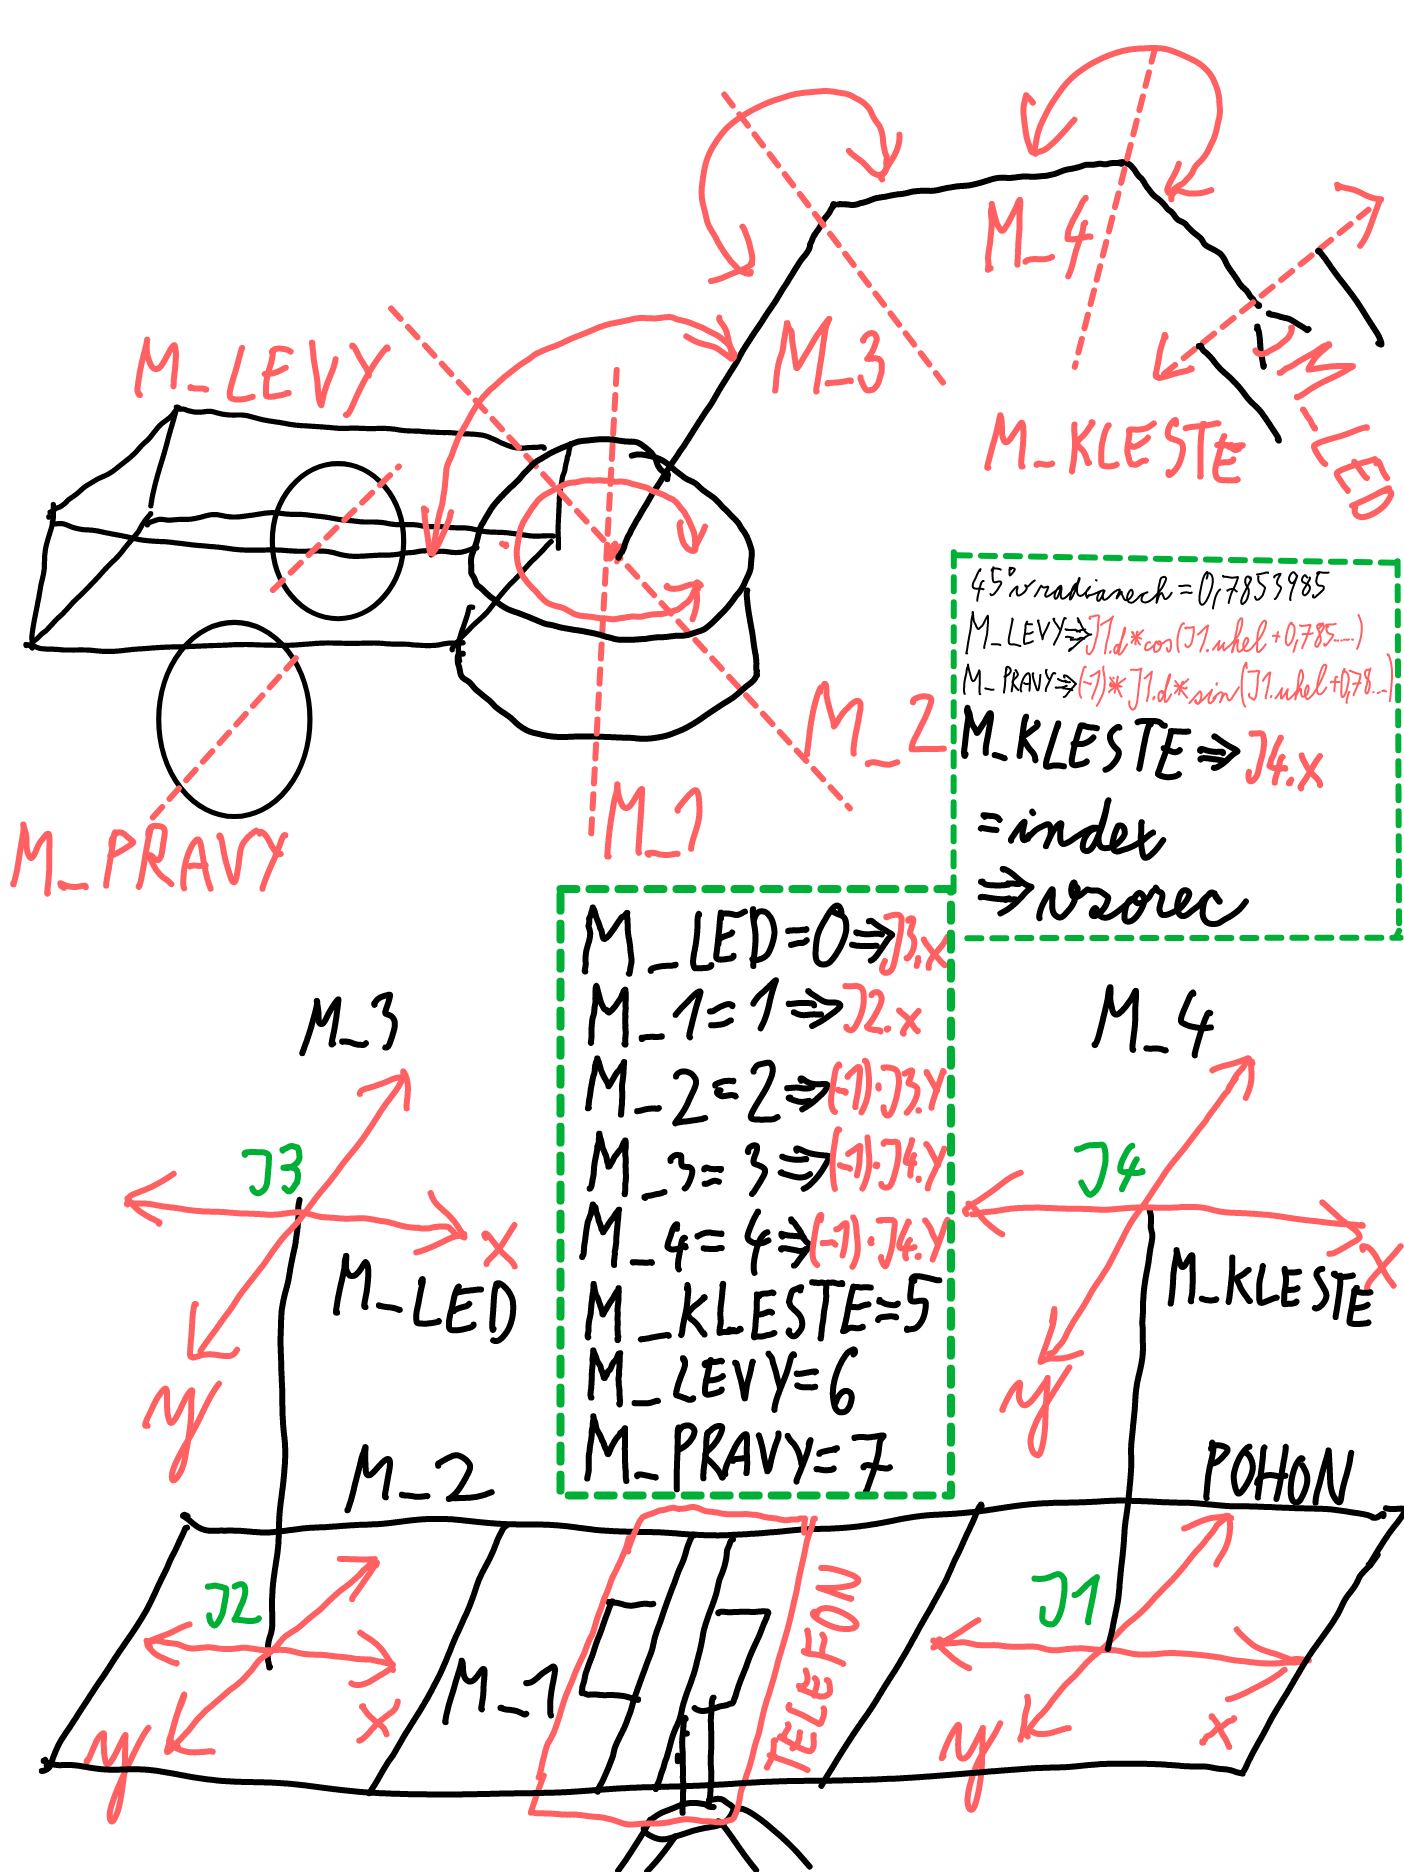 M_LEVY
M_3
M_4
M_KLESTE
M_LED
M_2
M_1
M_PRAVY
45° v radianech = 0,7853985
M_LEVY⇒J1.d*cos(J1.uhel+0,785....)
M_PRAVY⇒(-1)*J1.d*sin(J1.uhel+0,78...)
M_KLESTE⇒J4.x
=index
⇒vzorec
M_LED=0⇒J3.x
M_1=1⇒J2.x
M_2=2⇒(-1)·J3.y
M_3=3⇒(-1)·J4.y
M_4=4⇒(-1)·J4.y
M_KLESTE=5
M_LEVY=6
M_PRAVY=7
M_3
J3
x
M_LED
y
M_2
J2
x
y
M_1
TELEFON
M_4
J4
x
M_KLESTE
y
POHON
J1
x
y